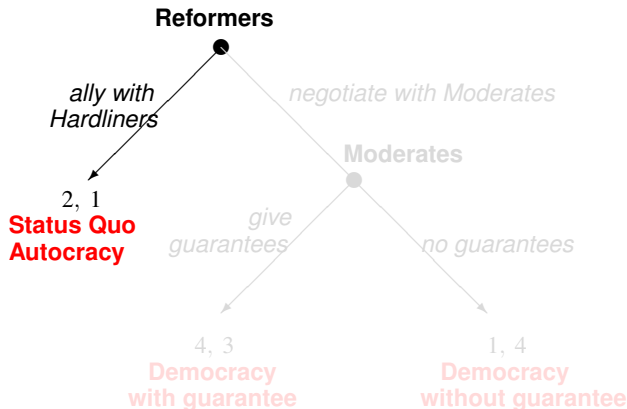 Reformers
ally with
Hardliners
negotiate with Moderates
Moderates
2, 1
Status Quo
Autocracy
give
guarantees
no guarantees
4, 3
Democracy
with guarantee
1, 4
Democracy
without guarantee